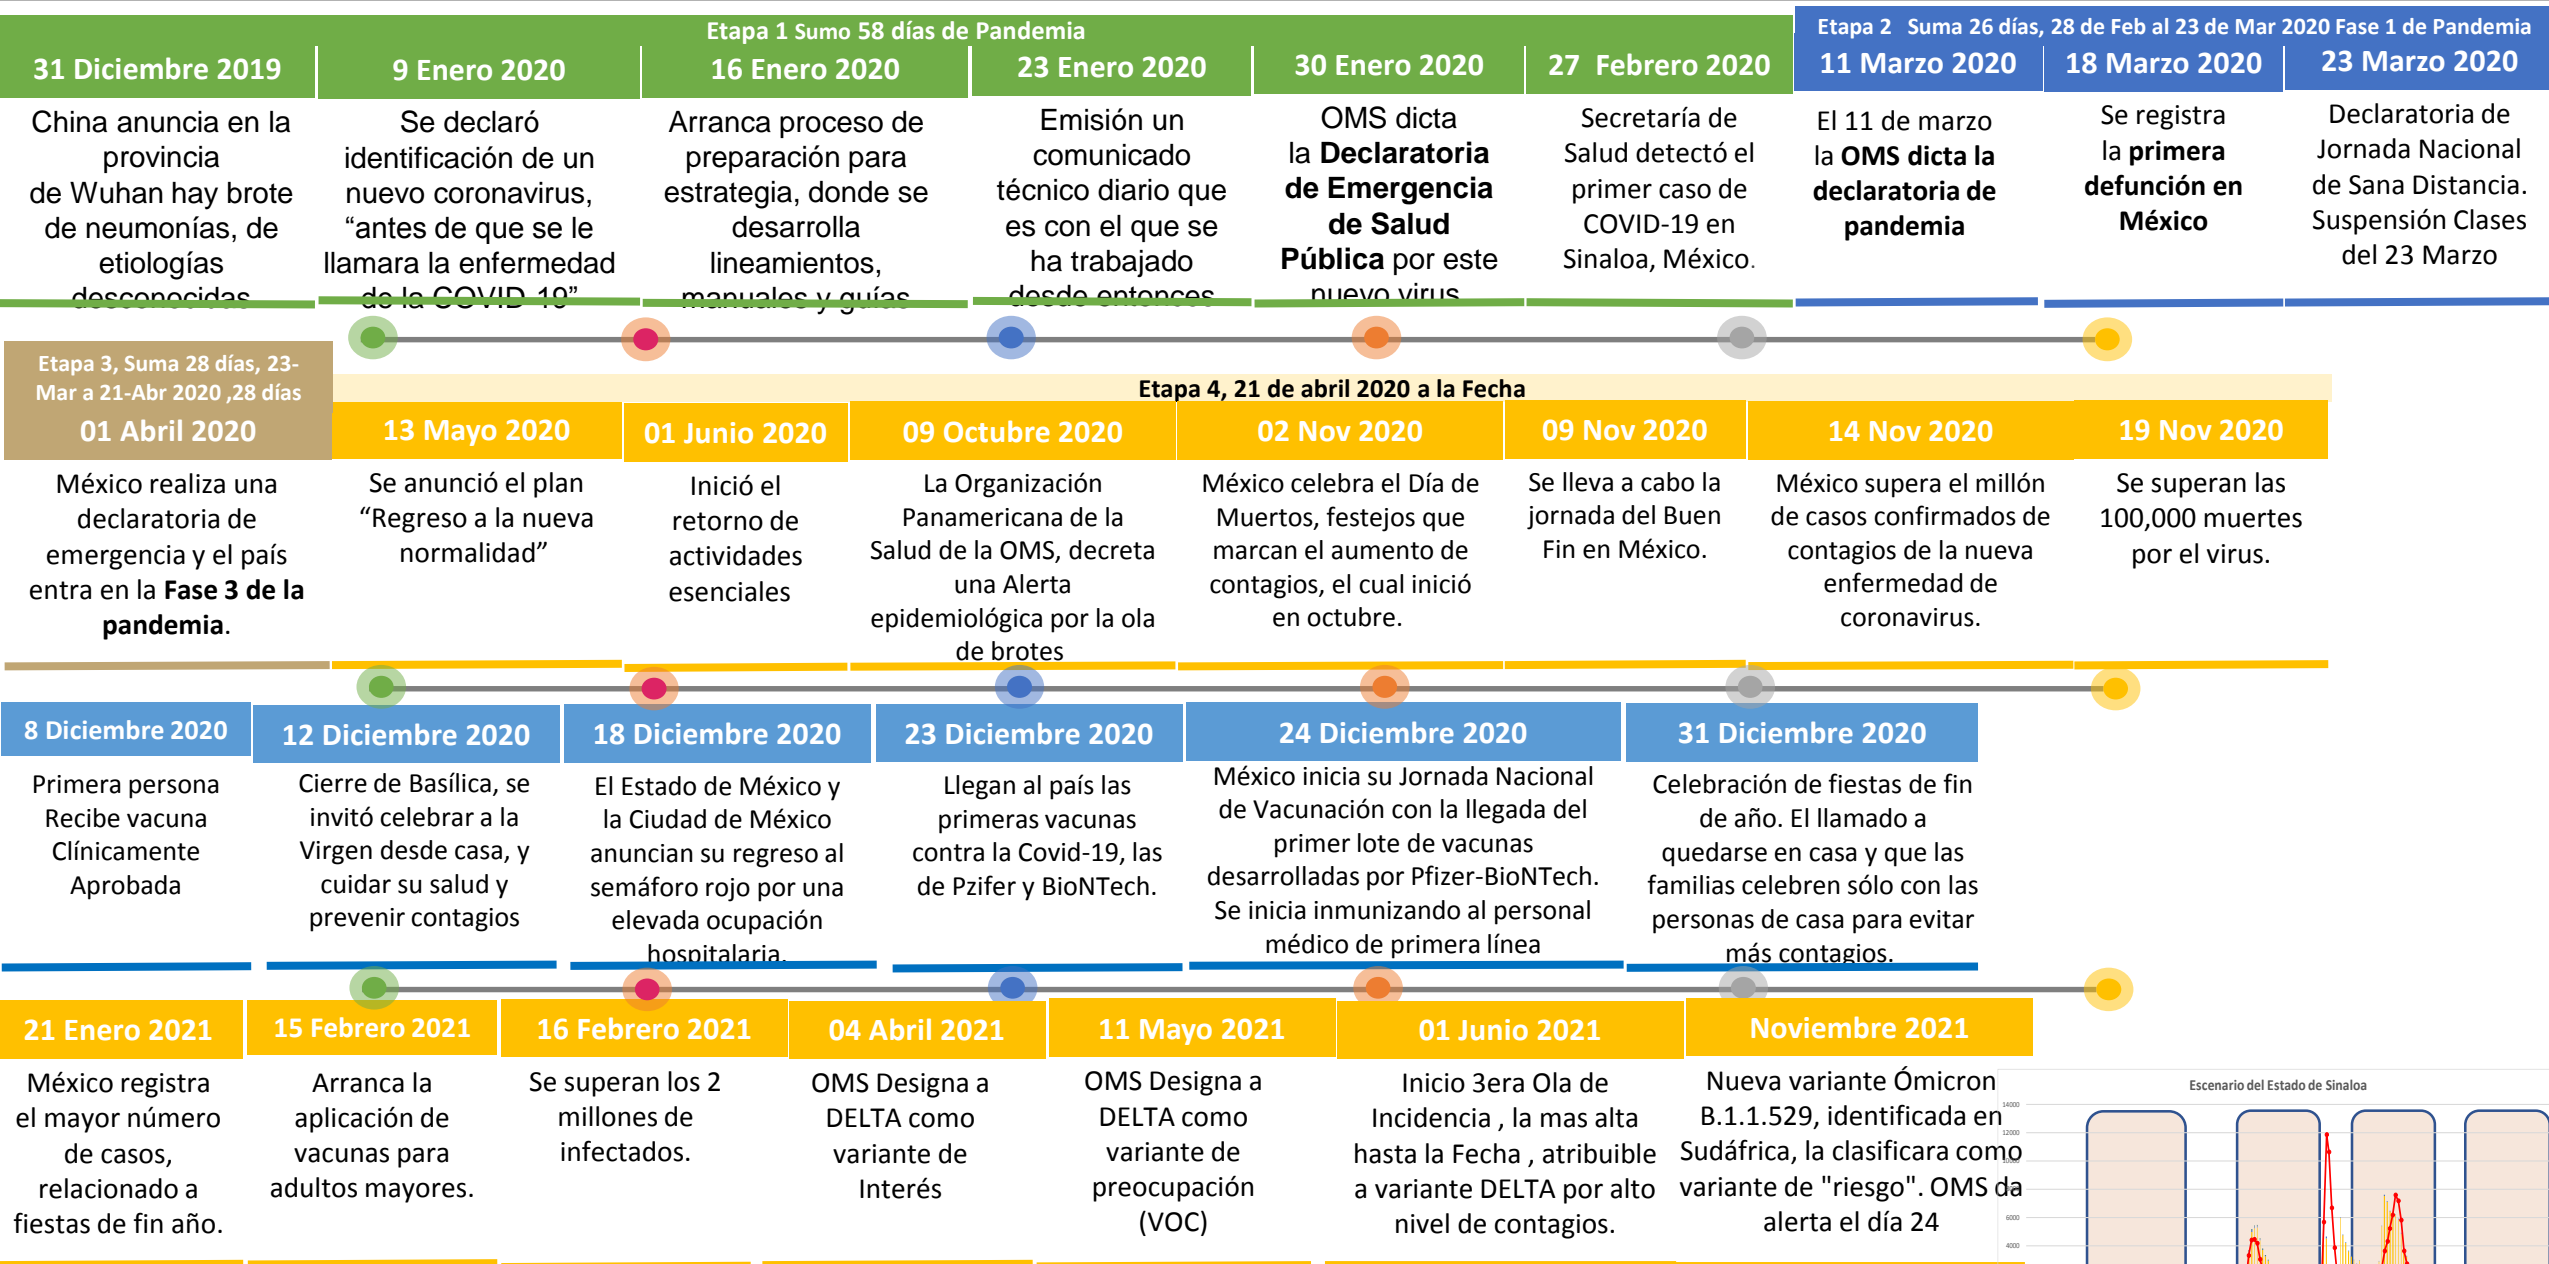 Etapa 1 Sumo 58 días de Pandemia
31 Diciembre 2019
China anuncia en la
provincia
de Wuhan hay brote
de neumonías, de
etiologías
desconocidas
9 Enero 2020
Se declaró
identificación de un
nuevo coronavirus,
“antes de que se le
llamara la enfermedad
de la COVID-19”
16 Enero 2020
Arranca proceso de
preparación para
estrategia, donde se
desarrolla
lineamientos,
manuales y guías
23 Enero 2020
Emisión un
comunicado
técnico diario que
es con el que se
ha trabajado
desde entonces
30 Enero 2020
OMS dicta
la Declaratoria
de Emergencia
de Salud
Pública por este
nuevo virus
27 Febrero 2020
Secretaría de
Salud detectó el
primer caso de
COVID-19 en
Sinaloa, México.
Etapa 2 Suma 26 días, 28 de Feb al 23 de Mar 2020 Fase 1 de Pandemia
11 Marzo 2020
El 11 de marzo
la OMS dicta la
declaratoria de
pandemia
18 Marzo 2020
Se registra
la primera
defunción en
México
23 Marzo 2020
Declaratoria de
Jornada Nacional
de Sana Distancia.
Suspensión Clases
del 23 Marzo
Etapa 3, Suma 28 días, 23-
Mar a 21-Abr 2020 ,28 días
01 Abril 2020
México realiza una
declaratoria de
emergencia y el país
entra en la Fase 3 de la
pandemia.
Etapa 4, 21 de abril 2020 a la Fecha
13 Mayo 2020
Se anunció el plan
“Regreso a la nueva
normalidad”
01 Junio 2020
Inició el
retorno de
actividades
esenciales
09 Octubre 2020
La Organización
Panamericana de la
Salud de la OMS, decreta
una Alerta
epidemiológica por la ola
de brotes
02 Nov 2020
México celebra el Día de
Muertos, festejos que
marcan el aumento de
contagios, el cual inició
en octubre.
09 Nov 2020
Se lleva a cabo la
jornada del Buen
Fin en México.
14 Nov 2020
México supera el millón
de casos confirmados de
contagios de la nueva
enfermedad de
coronavirus.
19 Nov 2020
Se superan las
100,000 muertes
por el virus.
8 Diciembre 2020
Primera persona
Recibe vacuna
Clínicamente
Aprobada
12 Diciembre 2020
Cierre de Basílica, se
invitó celebrar a la
Virgen desde casa, y
cuidar su salud y
prevenir contagios
18 Diciembre 2020
El Estado de México y
la Ciudad de México
anuncian su regreso al
semáforo rojo por una
elevada ocupación
hospitalaria.
23 Diciembre 2020
Llegan al país las
primeras vacunas
contra la Covid-19, las
de Pzifer y BioNTech.
24 Diciembre 2020
México inicia su Jornada Nacional
de Vacunación con la llegada del
primer lote de vacunas
desarrolladas por Pfizer-BioNTech.
Se inicia inmunizando al personal
médico de primera línea
31 Diciembre 2020
Celebración de fiestas de fin
de año. El llamado a
quedarse en casa y que las
familias celebren sólo con las
personas de casa para evitar
más contagios.
21 Enero 2021
México registra
el mayor número
de casos,
relacionado a
fiestas de fin año.
15 Febrero 2021
Arranca la
aplicación de
vacunas para
adultos mayores.
16 Febrero 2021
Se superan los 2
millones de
infectados.
04 Abril 2021
OMS Designa a
DELTA como
variante de
Interés
11 Mayo 2021
OMS Designa a
DELTA como
variante de
preocupación
(VOC)
01 Junio 2021
Inicio 3era Ola de
Incidencia , la mas alta
hasta la Fecha , atribuible
a variante DELTA por alto
nivel de contagios.
Noviembre 2021
Nueva variante Ómicron
B.1.1.529, identificada en
Sudáfrica, la clasificara como
variante de "riesgo". OMS da
alerta el día 24
Escenario del Estado de Sinaloa
14000
12000
6000
4000